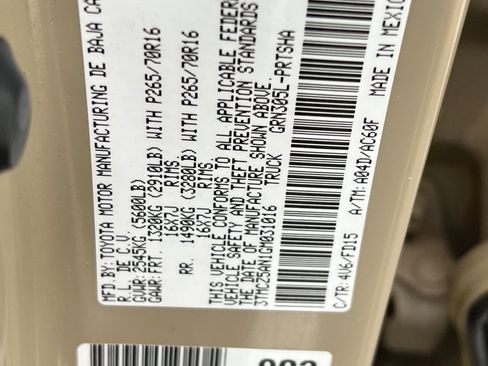 MFD. BY: TOYOTA MOTOR MANUFACTURING DE BAJA CA
R.L. DE C.V.
GVWR: 2545KG (5600LB)
GAWR: FRT. 1320KG (2910LB) WITH P265/70R16
16X7J RIMS.
RR. 1490KG (3280LB) WITH P265/70R16
16X7J RIMS.
THIS VEHICLE CONFORMS TO ALL APPLICABLE FEDER
VEHICLE SAFETY AND THEFT PREVENTION STANDARDS
THE DATE OF MANUFACTURE SHOWN ABOVE.
3TMCZ5AN1GM031016 TRUCK GRN305L-PRTSHA
C/TR: 4V6/FD15 A/TM: A04D/AC60F
MADE IN MEXICO